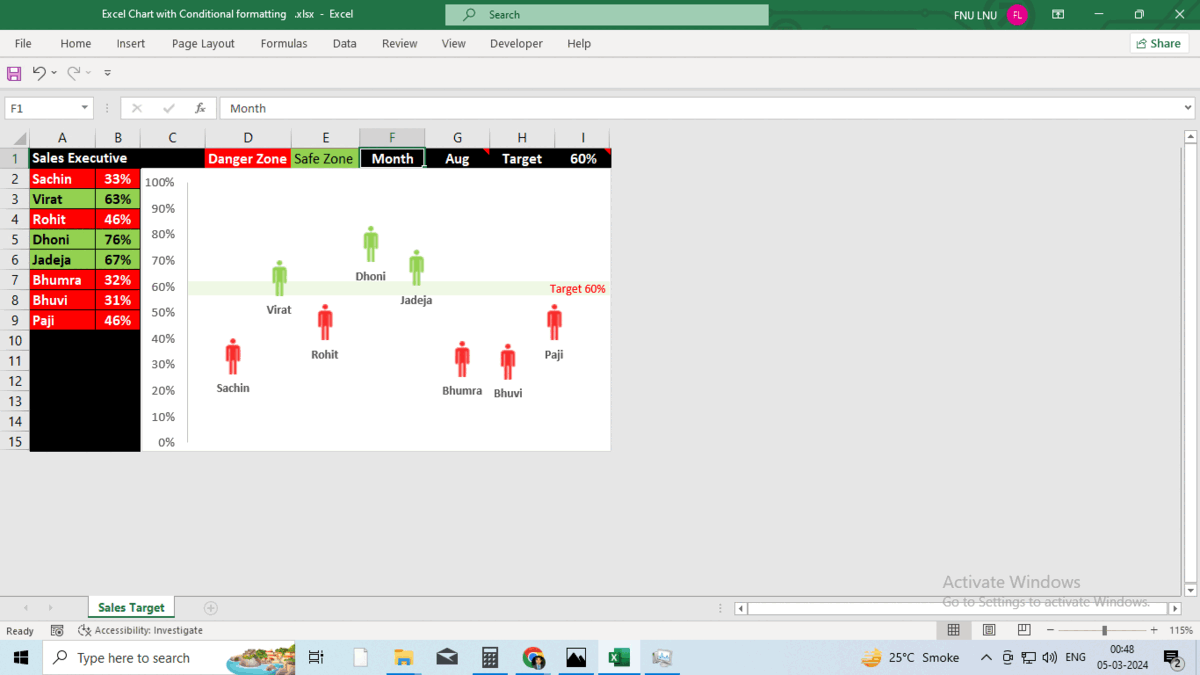 Excel Chart with Conditional formatting .xlsx - Excel
Search
FNU LNU FL
File Home Insert Page Layout Formulas Data Review View Developer Help
Share
F1 fx Month
A B C D E F G H I
1 Sales Executive Danger Zone Safe Zone Month Aug Target 60%
2 Sachin 33%
3 Virat 63%
4 Rohit 46%
5 Dhoni 76%
6 Jadeja 67%
7 Bhumra 32%
8 Bhuvi 31%
9 Paji 46%
10
11
12
13
14
15
100%
90%
80%
70%
60%
50%
40%
30%
20%
10%
0%
Dhoni
Target 60%
Jadeja
Virat
Rohit
Paji
Sachin
Bhumra
Bhuvi
Activate Windows
Go to Settings to activate Windows.
Sales Target
Ready Accessibility: Investigate 115%
Type here to search
25°C Smoke ENG
00:48
05-03-2024
2